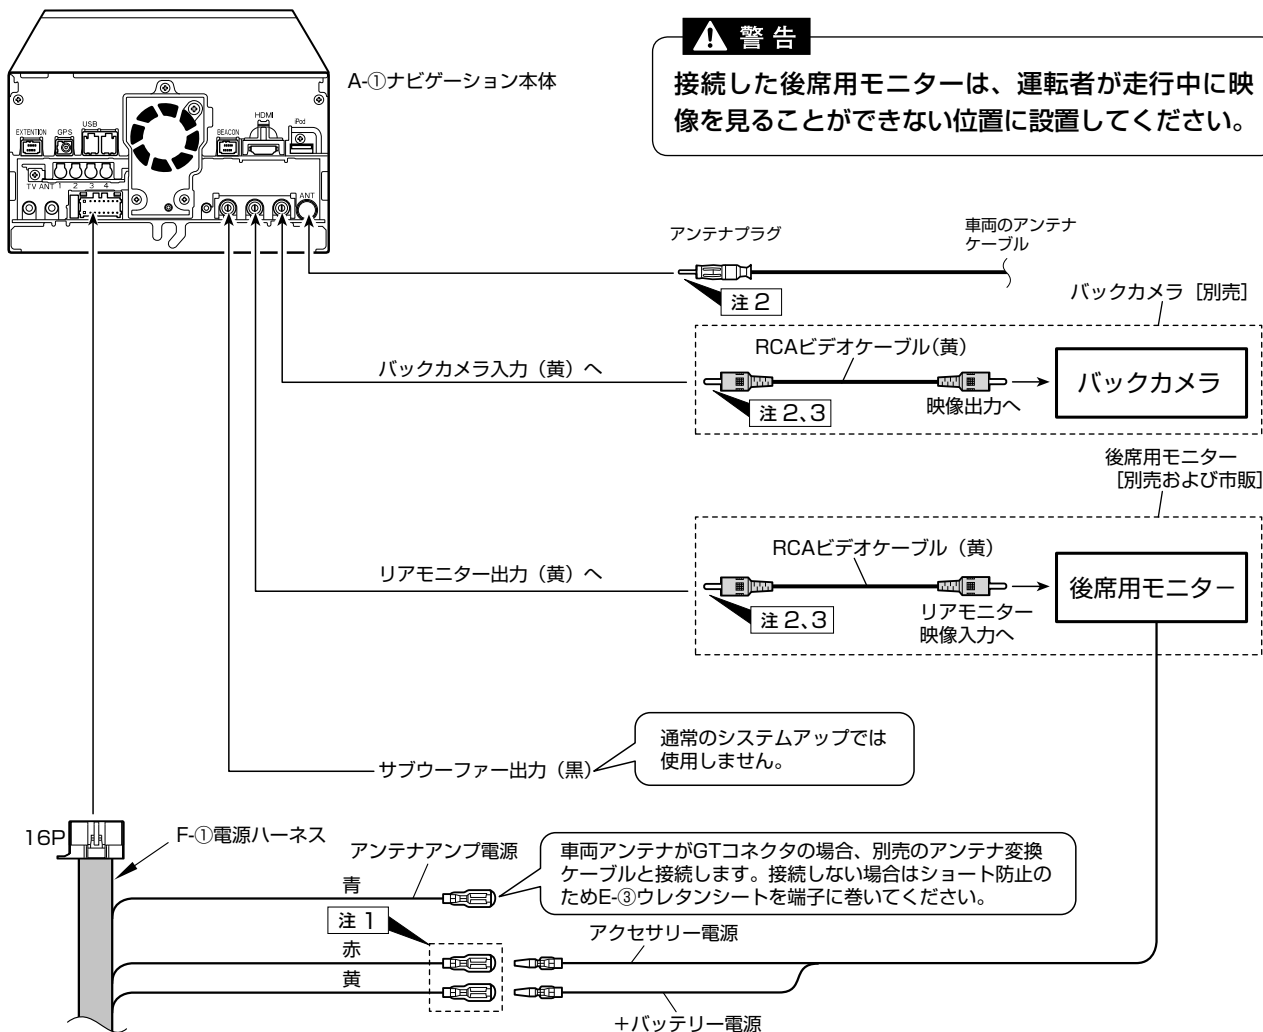 A-①ナビゲーション本体
警告
接続した後席用モニターは、運転者が走行中に映
像を見ることができない位置に設置してください。
EXTENTION
GPS
USB
BEACON
HDMI
iPod
TV ANT 1 2 3 4
ANT
アンテナプラグ
車両のアンテナ
ケーブル
注 2
バックカメラ［別売］
バックカメラ入力（黄）へ
RCAビデオケーブル(黄)
注 2、3
映像出力へ
バックカメラ
後席用モニター
［別売および市販］
リアモニター出力（黄）へ
RCAビデオケーブル（黄）
注 2、3
リアモニター
映像入力へ
後席用モニター
サブウーファー出力（黒）
通常のシステムアップでは
使用しません。
16P
F-①電源ハーネス
アンテナアンプ電源
車両アンテナがGTコネクタの場合、別売のアンテナ変換
ケーブルと接続します。接続しない場合はショート防止の
ためE-③ウレタンシートを端子に巻いてください。
青
注 1
赤
アクセサリー電源
黄
＋バッテリー電源